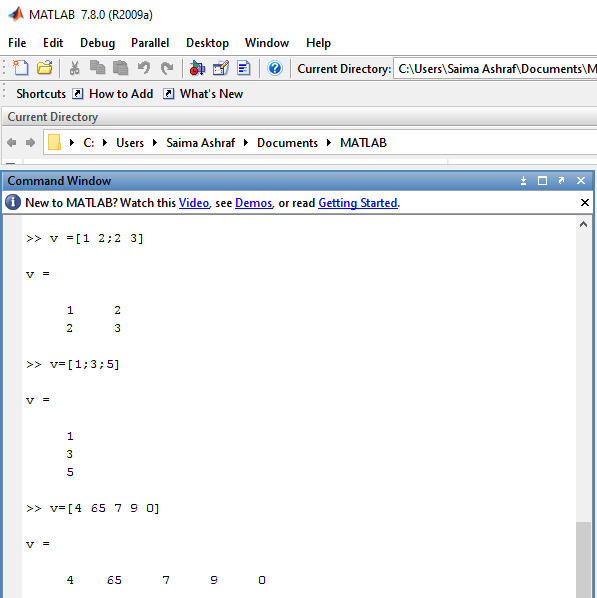 MATLAB 7.8.0 (R2009a)
File Edit Debug Parallel Desktop Window Help
Current Directory: C:\Users\Saima Ashraf\Documents\M
Shortcuts How to Add What's New
Current Directory
C: Users Saima Ashraf Documents MATLAB
Command Window
New to MATLAB? Watch this Video, see Demos, or read Getting Started.
>> v =[1 2;2 3]
v =
1 2
2 3
>> v=[1;3;5]
v =
1
3
5
>> v=[4 65 7 9 0]
v =
4 65 7 9 0